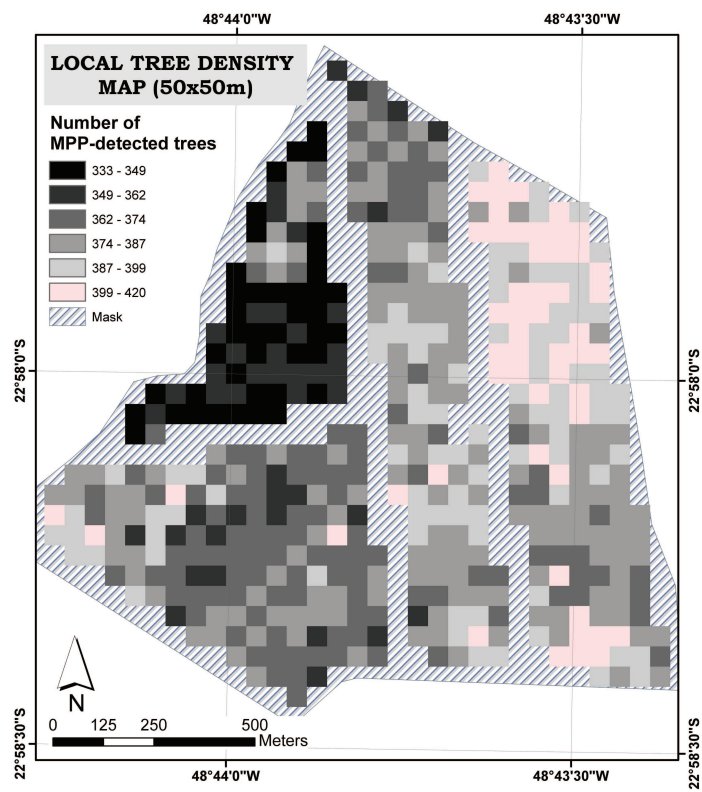 48°44'0"W
48°43'30"W
LOCAL TREE DENSITY
MAP (50x50m)
Number of
MPP-detected trees
333 - 349
349 - 362
362 - 374
374 - 387
387 - 399
399 - 420
Mask
22°58'0"S
22°58'0"S
N
0 125 250 500
Meters
22°58'30"S
22°58'30"S
48°44'0"W
48°43'30"W